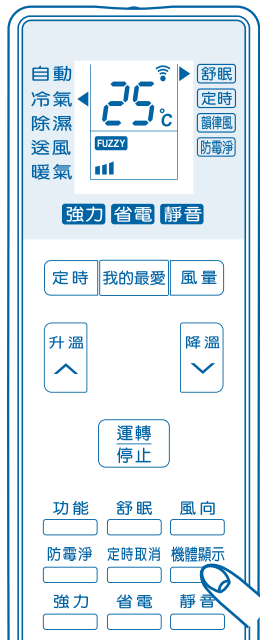 自動
冷氣
除濕
送風
暖氣
25°c
FUZZY
舒眠
定時
韻律風
防霉淨
強力 省電 靜音
定時 我的最愛 風量
升溫 降溫
運轉
停止
功能 舒眠 風向
防霉淨 定時取消 機體顯示
強力 省電 靜音